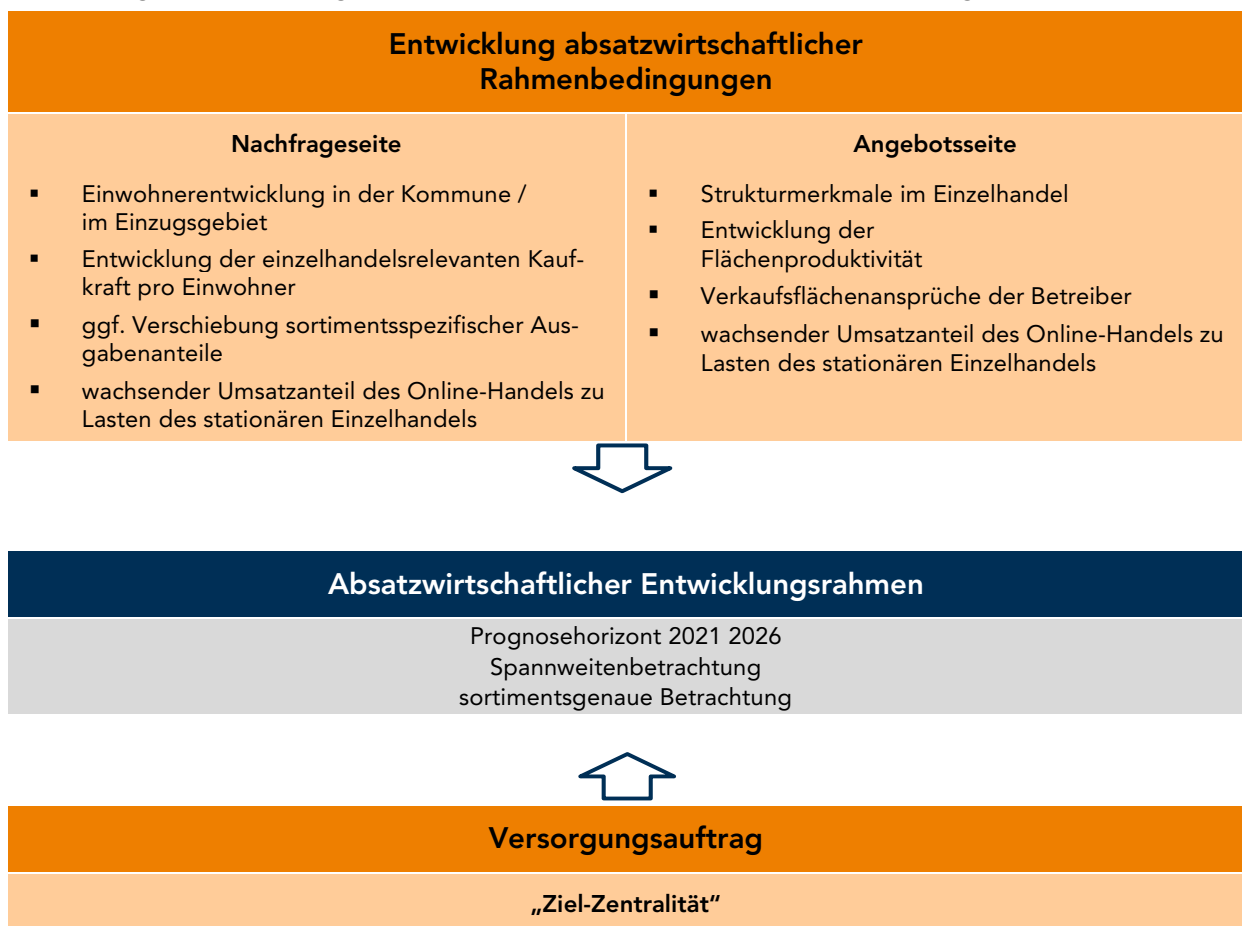 Entwicklung absatzwirtschaftlicher
Rahmenbedingungen
Nachfrageseite
▪ Einwohnerentwicklung in der Kommune /
im Einzugsgebiet
▪ Entwicklung der einzelhandelsrelevanten Kauf-
kraft pro Einwohner
▪ ggf. Verschiebung sortimentsspezifischer Aus-
gabenanteile
▪ wachsender Umsatzanteil des Online-Handels zu
Lasten des stationären Einzelhandels
Angebotsseite
▪ Strukturmerkmale im Einzelhandel
▪ Entwicklung der
Flächenproduktivität
▪ Verkaufsflächenansprüche der Betreiber
▪ wachsender Umsatzanteil des Online-Handels zu
Lasten des stationären Einzelhandels
Absatzwirtschaftlicher Entwicklungsrahmen
Prognosehorizont 2021 2026
Spannweitenbetrachtung
sortimentsgenaue Betrachtung
Versorgungsauftrag
„Ziel-Zentralität“